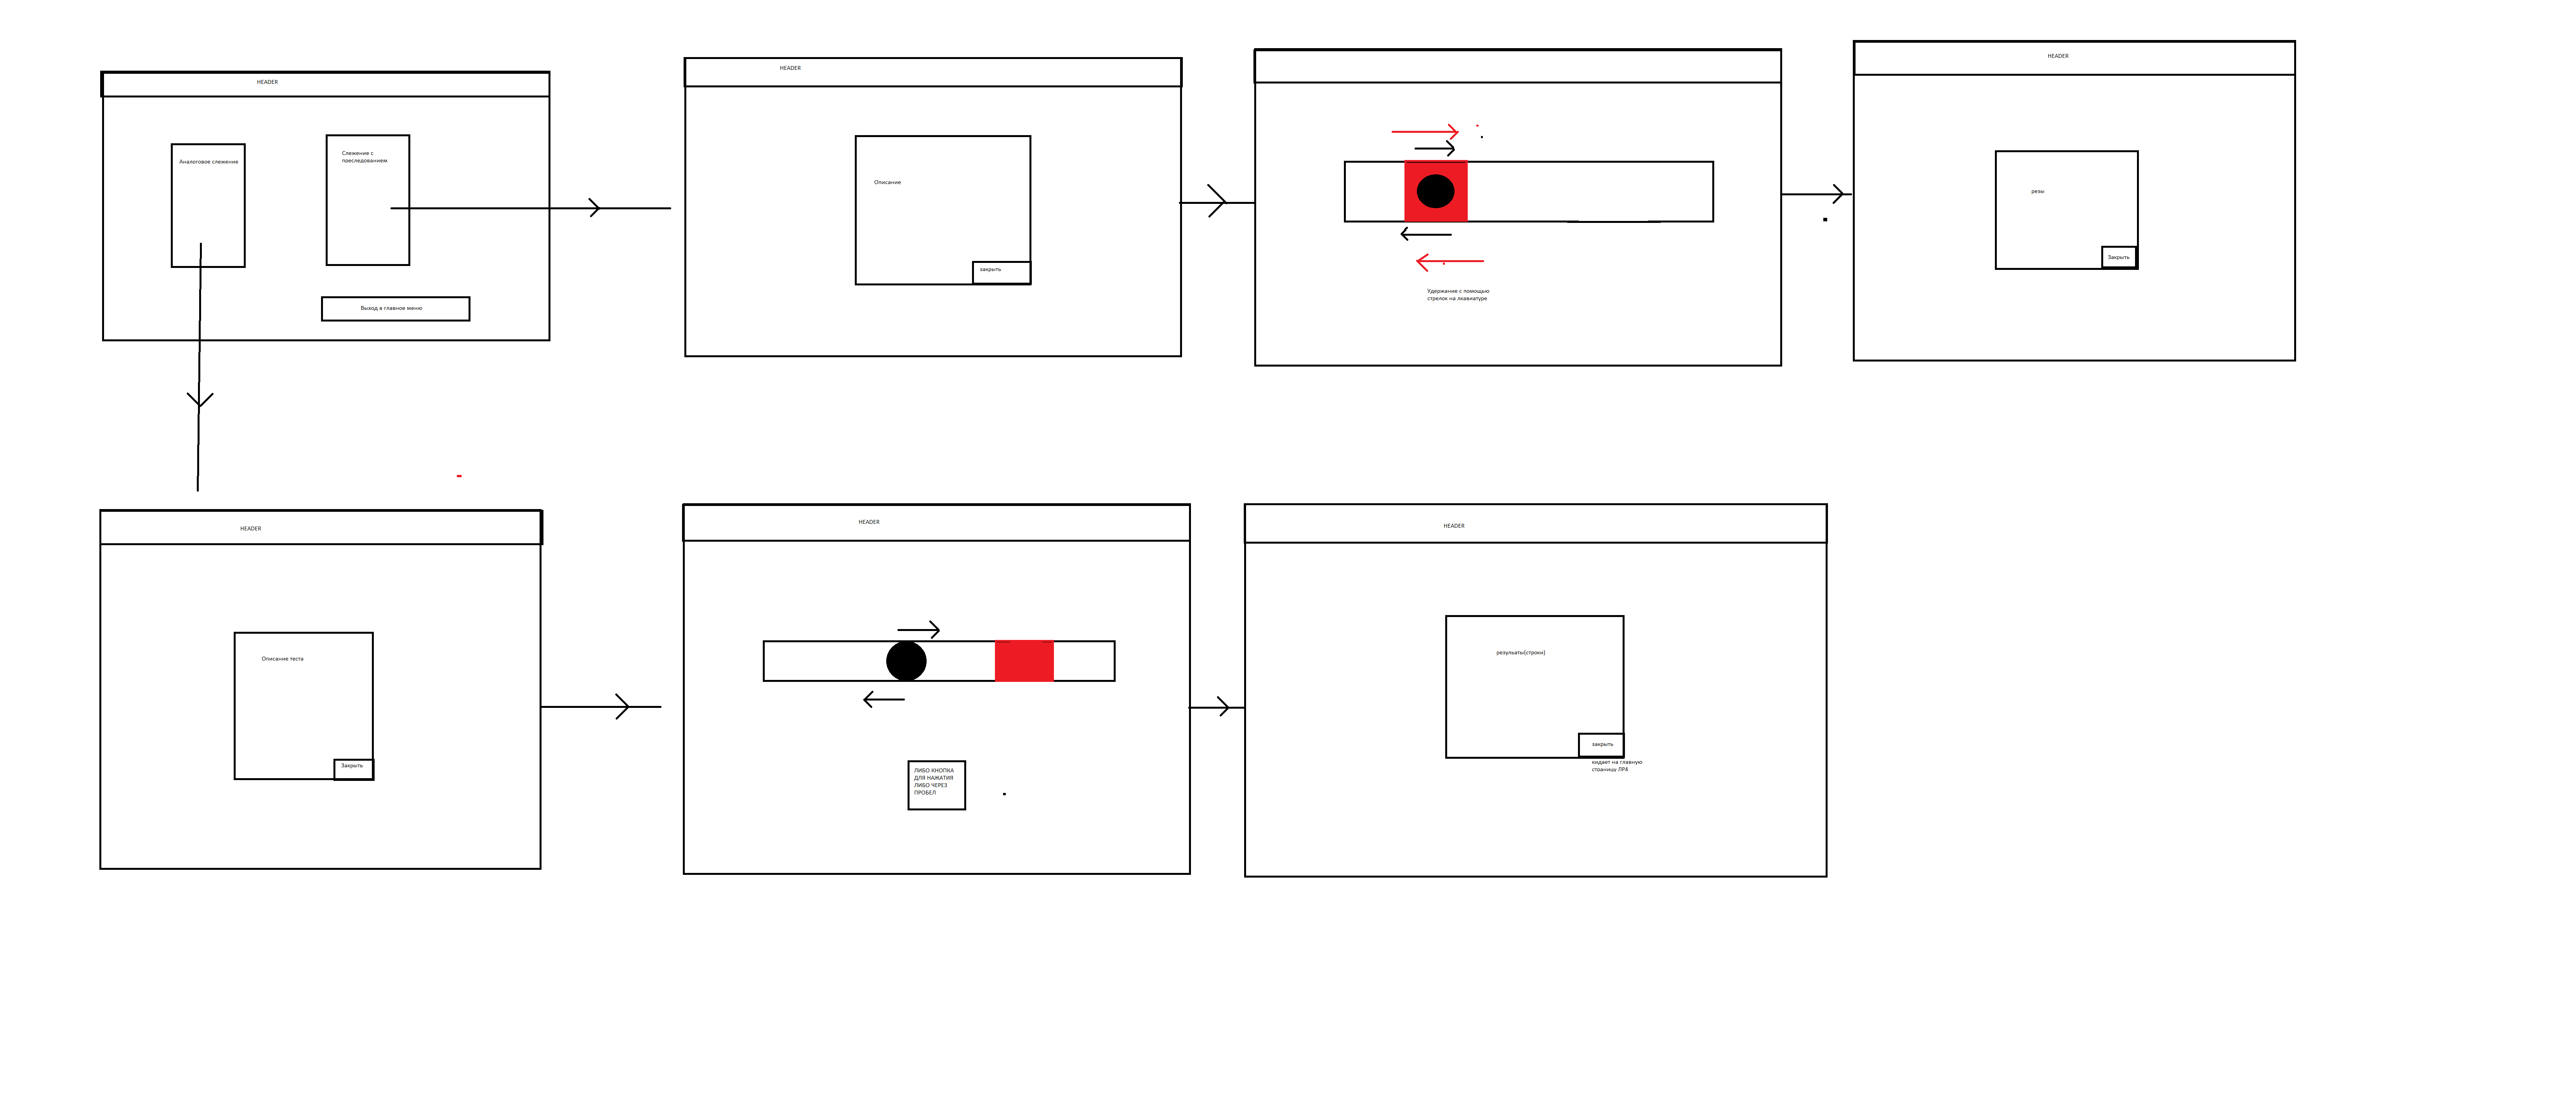 HEADER
Аналоговое слежение
Слежение с
преследованием
Выход в главное меню
HEADER
Описание
закрыть
Удержание с помощью
стрелок на лкавиатуре
HEADER
резы
Закрыть
HEADER
Описание теста
Закрыть
HEADER
ЛИБО КНОПКА
ДЛЯ НАЖАТИЯ
ЛИБО ЧЕРЕЗ
ПРОБЕЛ
HEADER
резульаты(строки)
закрыть
кидает на главную
страницу ЛР4